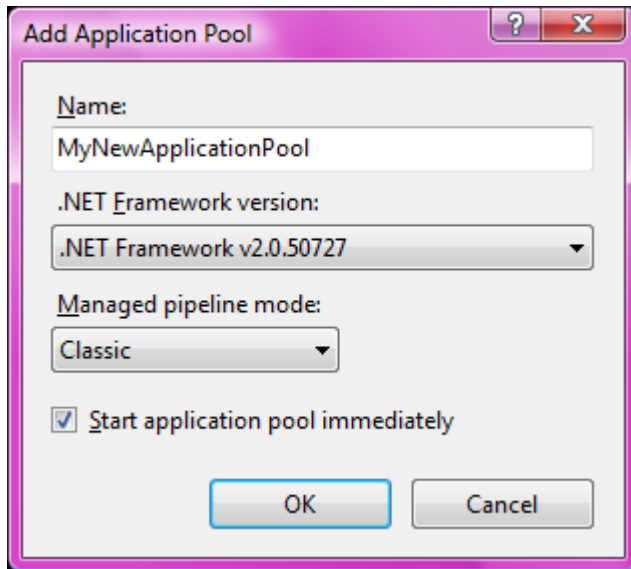 Add Application Pool
Name:
MyNewApplicationPool
.NET Framework version:
.NET Framework v2.0.50727
Managed pipeline mode:
Classic
Start application pool immediately
OK Cancel